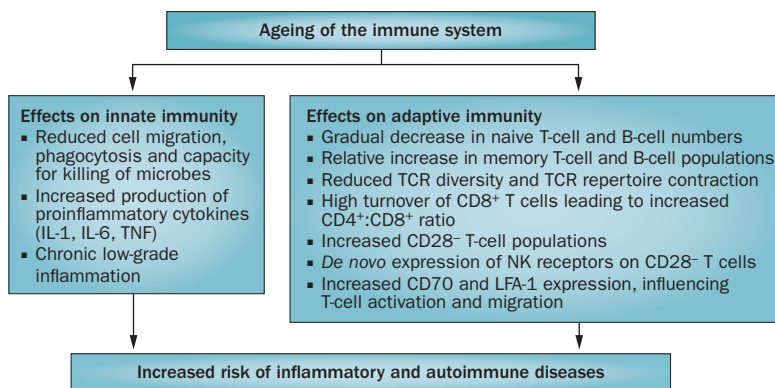 Ageing of the immune system
Effects on innate immunity
▪ Reduced cell migration,
phagocytosis and capacity
for killing of microbes
▪ Increased production of
proinflammatory cytokines
(IL-1, IL-6, TNF)
▪ Chronic low-grade
inflammation
Effects on adaptive immunity
▪ Gradual decrease in naive T-cell and B-cell numbers
▪ Relative increase in memory T-cell and B-cell populations
▪ Reduced TCR diversity and TCR repertoire contraction
▪ High turnover of CD8⁺ T cells leading to increased
CD4⁺:CD8⁺ ratio
▪ Increased CD28⁻ T-cell populations
▪ De novo expression of NK receptors on CD28⁻ T cells
▪ Increased CD70 and LFA-1 expression, influencing
T-cell activation and migration
Increased risk of inflammatory and autoimmune diseases